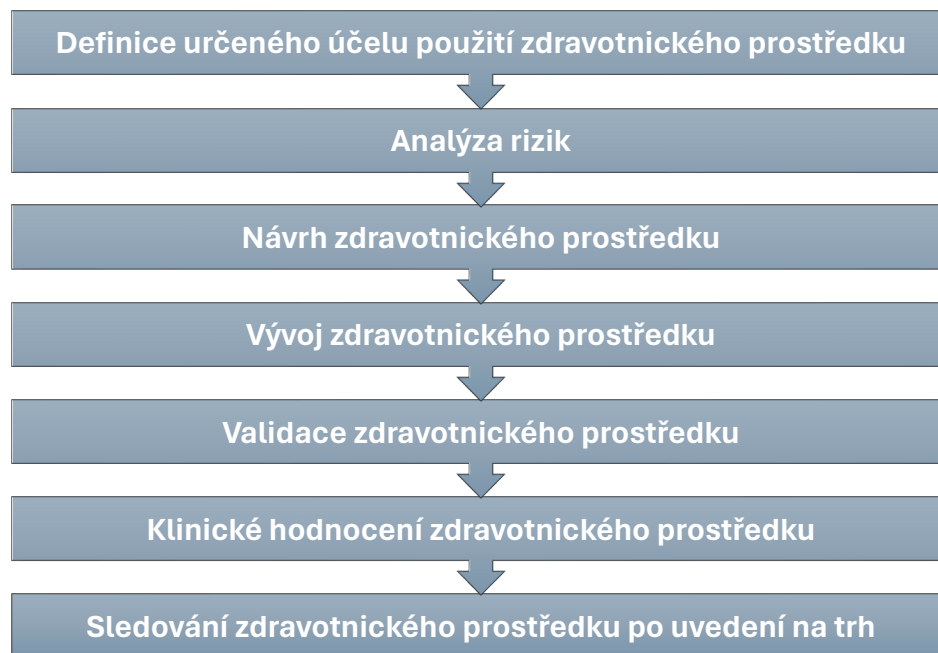 Definice určeného účelu použití zdravotnického prostředku
Analýza rizik
Návrh zdravotnického prostředku
Vývoj zdravotnického prostředku
Validace zdravotnického prostředku
Klinické hodnocení zdravotnického prostředku
Sledování zdravotnického prostředku po uvedení na trh